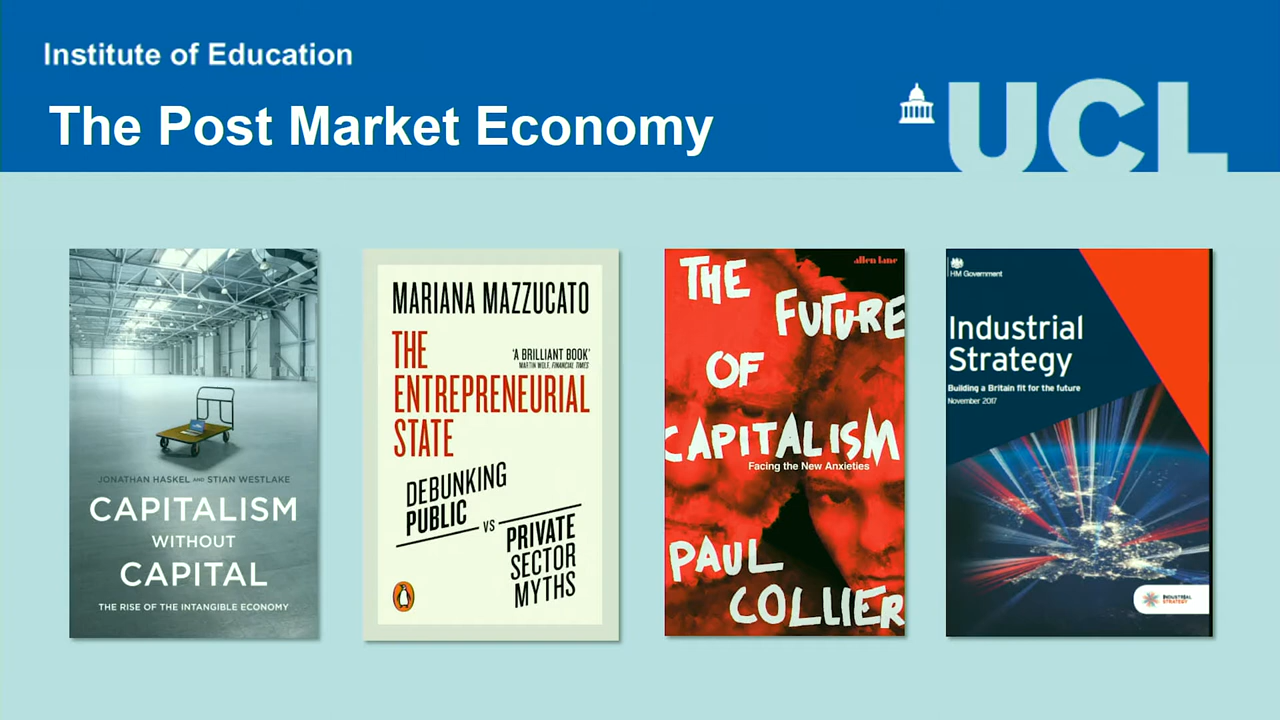 Institute of Education
The Post Market Economy
UCL
JONATHAN HASKEL AND STIAN WESTLAKE
CAPITALISM
WITHOUT
CAPITAL
THE RISE OF THE INTANGIBLE ECONOMY
MARIANA MAZZUCATO
THE
'A BRILLIANT BOOK'
MARTIN WOLF, FINANCIAL TIMES
ENTREPRENEURIAL
STATE
DEBUNKING
PUBLIC
VS
PRIVATE
SECTOR
MYTHS
allen lane
THE
FUTURE
OF
CAPITALISM
Facing the New Anxieties
PAUL
COLLIER
HM Government
Industrial
Strategy
Building a Britain fit for the future
November 2017
INDUSTRIAL
STRATEGY